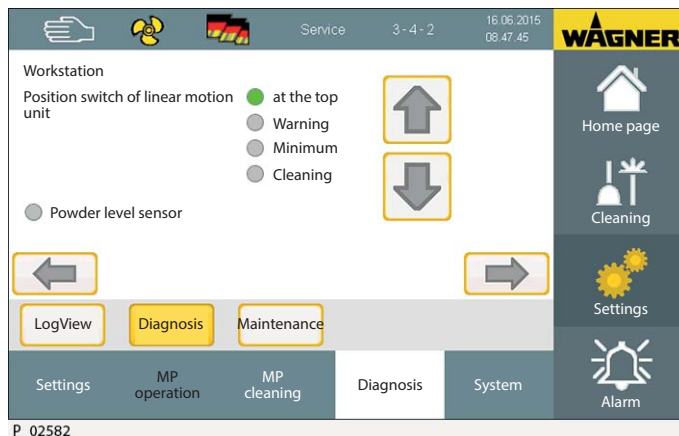 Service
3-4-2
16.06.2015
08.47.45
WAGNER
Workstation
Position switch of linear motion
unit
at the top
Warning
Minimum
Cleaning
Powder level sensor
LogView
Diagnosis
Maintenance
Settings
MP
operation
MP
cleaning
Diagnosis
System
Home page
Cleaning
Settings
Alarm
P_02582